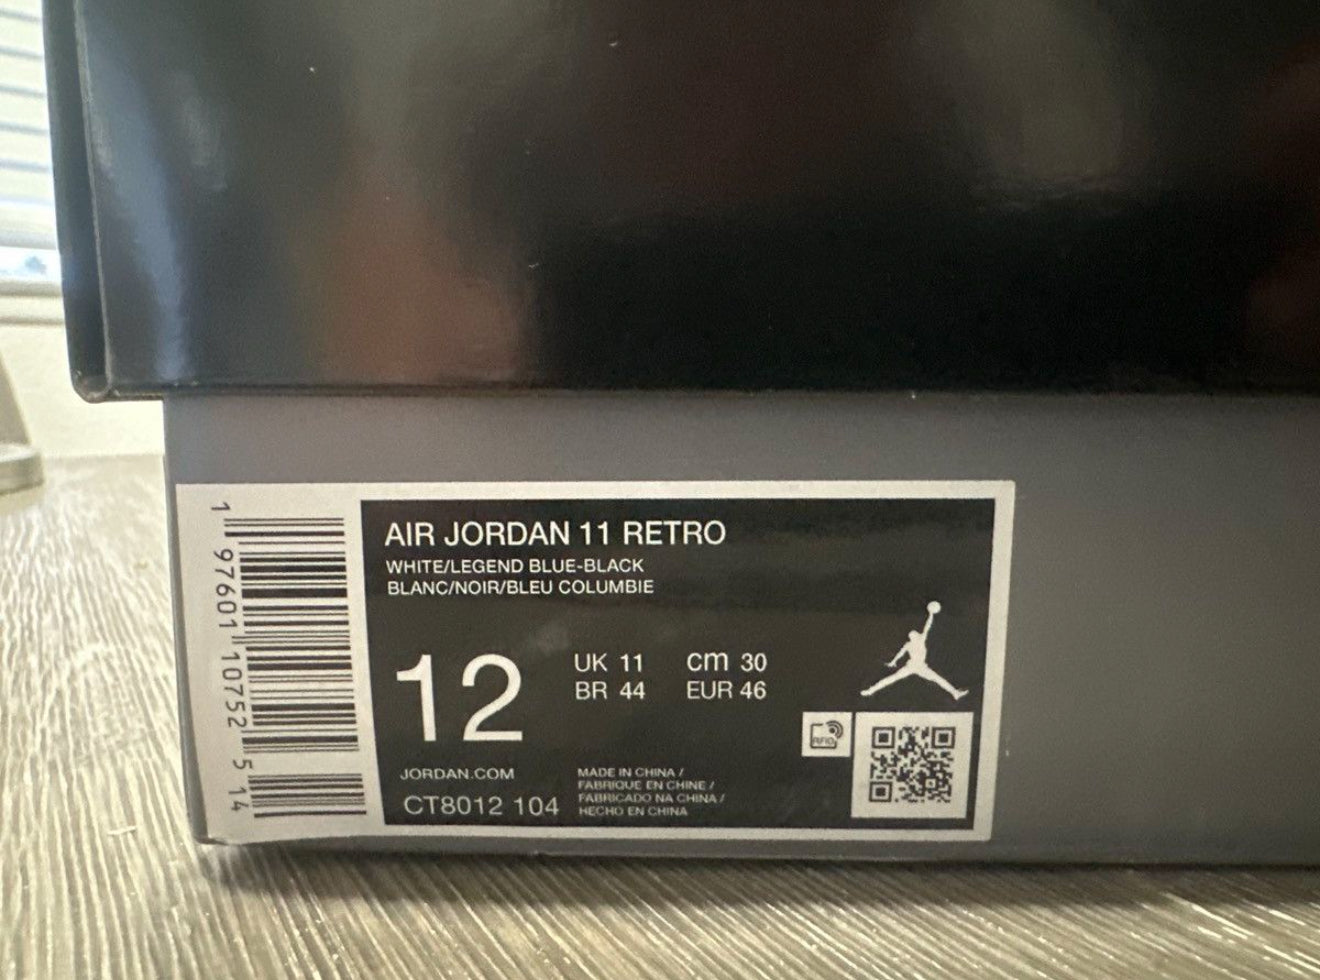 AIR JORDAN 11 RETRO
WHITE/LEGEND BLUE-BLACK
BLANC/NOIR/BLEU COLUMBIE
12
UK 11 cm 30
BR 44 EUR 46
RFID
JORDAN.COM
CT8012 104
MADE IN CHINA /
FABRIQUE EN CHINE /
FABRICADO NA CHINA /
HECHO EN CHINA
1 97601 10752 5 14